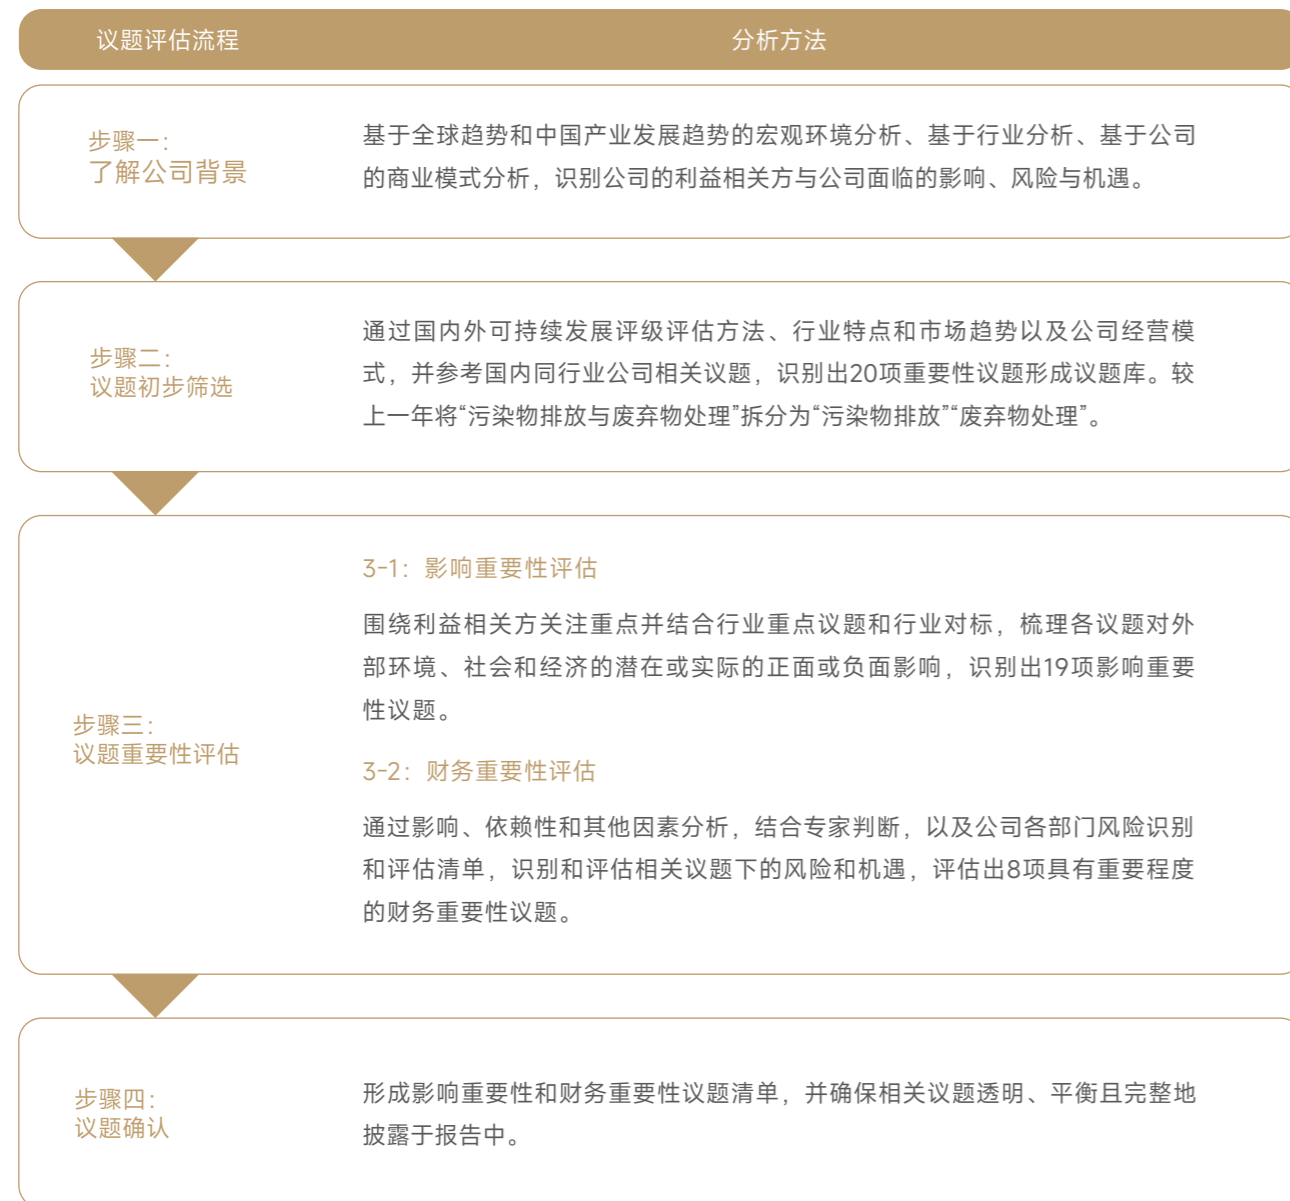 议题评估流程
分析方法
步骤一：
了解公司背景
基于全球趋势和中国产业发展趋势的宏观环境分析、基于行业分析、基于公司
的商业模式分析，识别公司的利益相关方与公司面临的影响、风险与机遇。
步骤二：
议题初步筛选
通过国内外可持续发展评级评估方法、行业特点和市场趋势以及公司经营模
式，并参考国内同行业公司相关议题，识别出20项重要性议题形成议题库。较
上一年将“污染物排放与废弃物处理”拆分为“污染物排放”“废弃物处理”。
步骤三：
议题重要性评估
3-1：影响重要性评估
围绕利益相关方关注重点并结合行业重点议题和行业对标，梳理各议题对外
部环境、社会和经济的潜在或实际的正面或负面影响，识别出19项影响重要
性议题。
3-2：财务重要性评估
通过影响、依赖性和其他因素分析，结合专家判断，以及公司各部门风险识别
和评估清单，识别和评估相关议题下的风险和机遇，评估出8项具有重要程度
的财务重要性议题。
步骤四：
议题确认
形成影响重要性和财务重要性议题清单，并确保相关议题透明、平衡且完整地
披露于报告中。